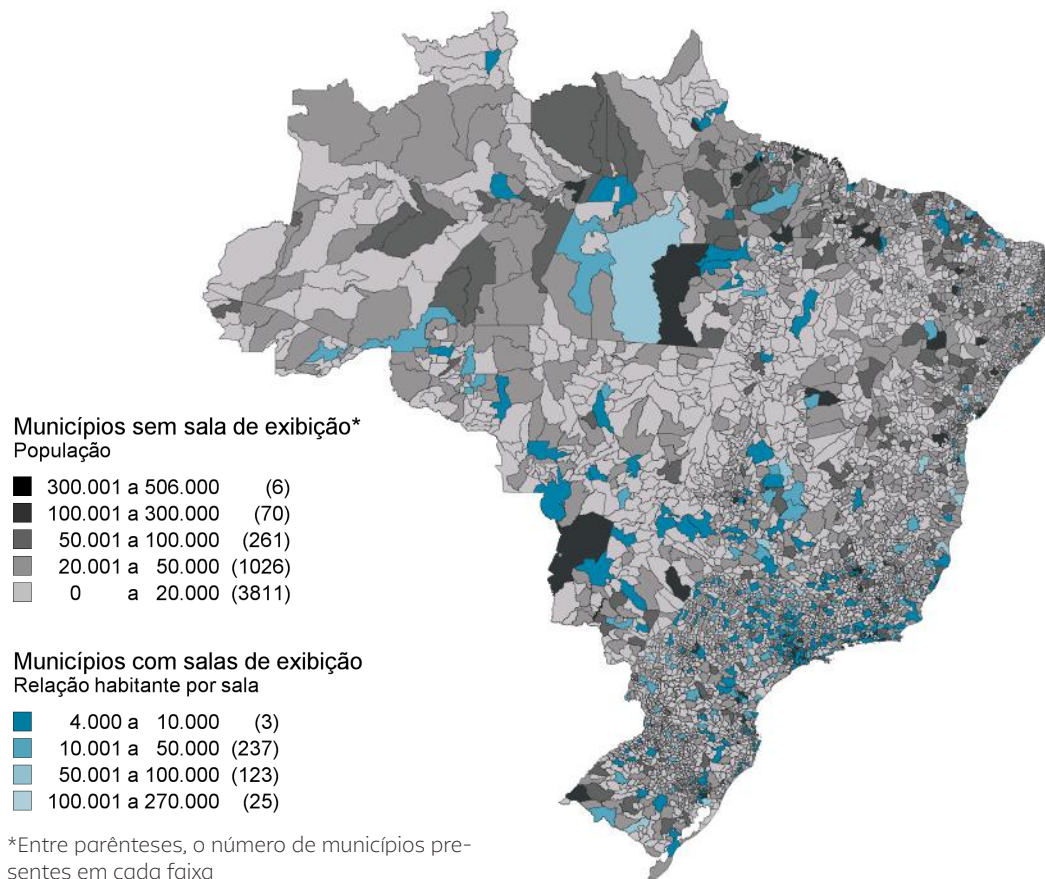 Municípios sem sala de exibição*
População
300.001 a 506.000 (6)
100.001 a 300.000 (70)
50.001 a 100.000 (261)
20.001 a 50.000 (1026)
0 a 20.000 (3811)
Municípios com salas de exibição
Relação habitante por sala
4.000 a 10.000 (3)
10.001 a 50.000 (237)
50.001 a 100.000 (123)
100.001 a 270.000 (25)
*Entre parênteses, o número de municípios pre-
sentes em cada faixa